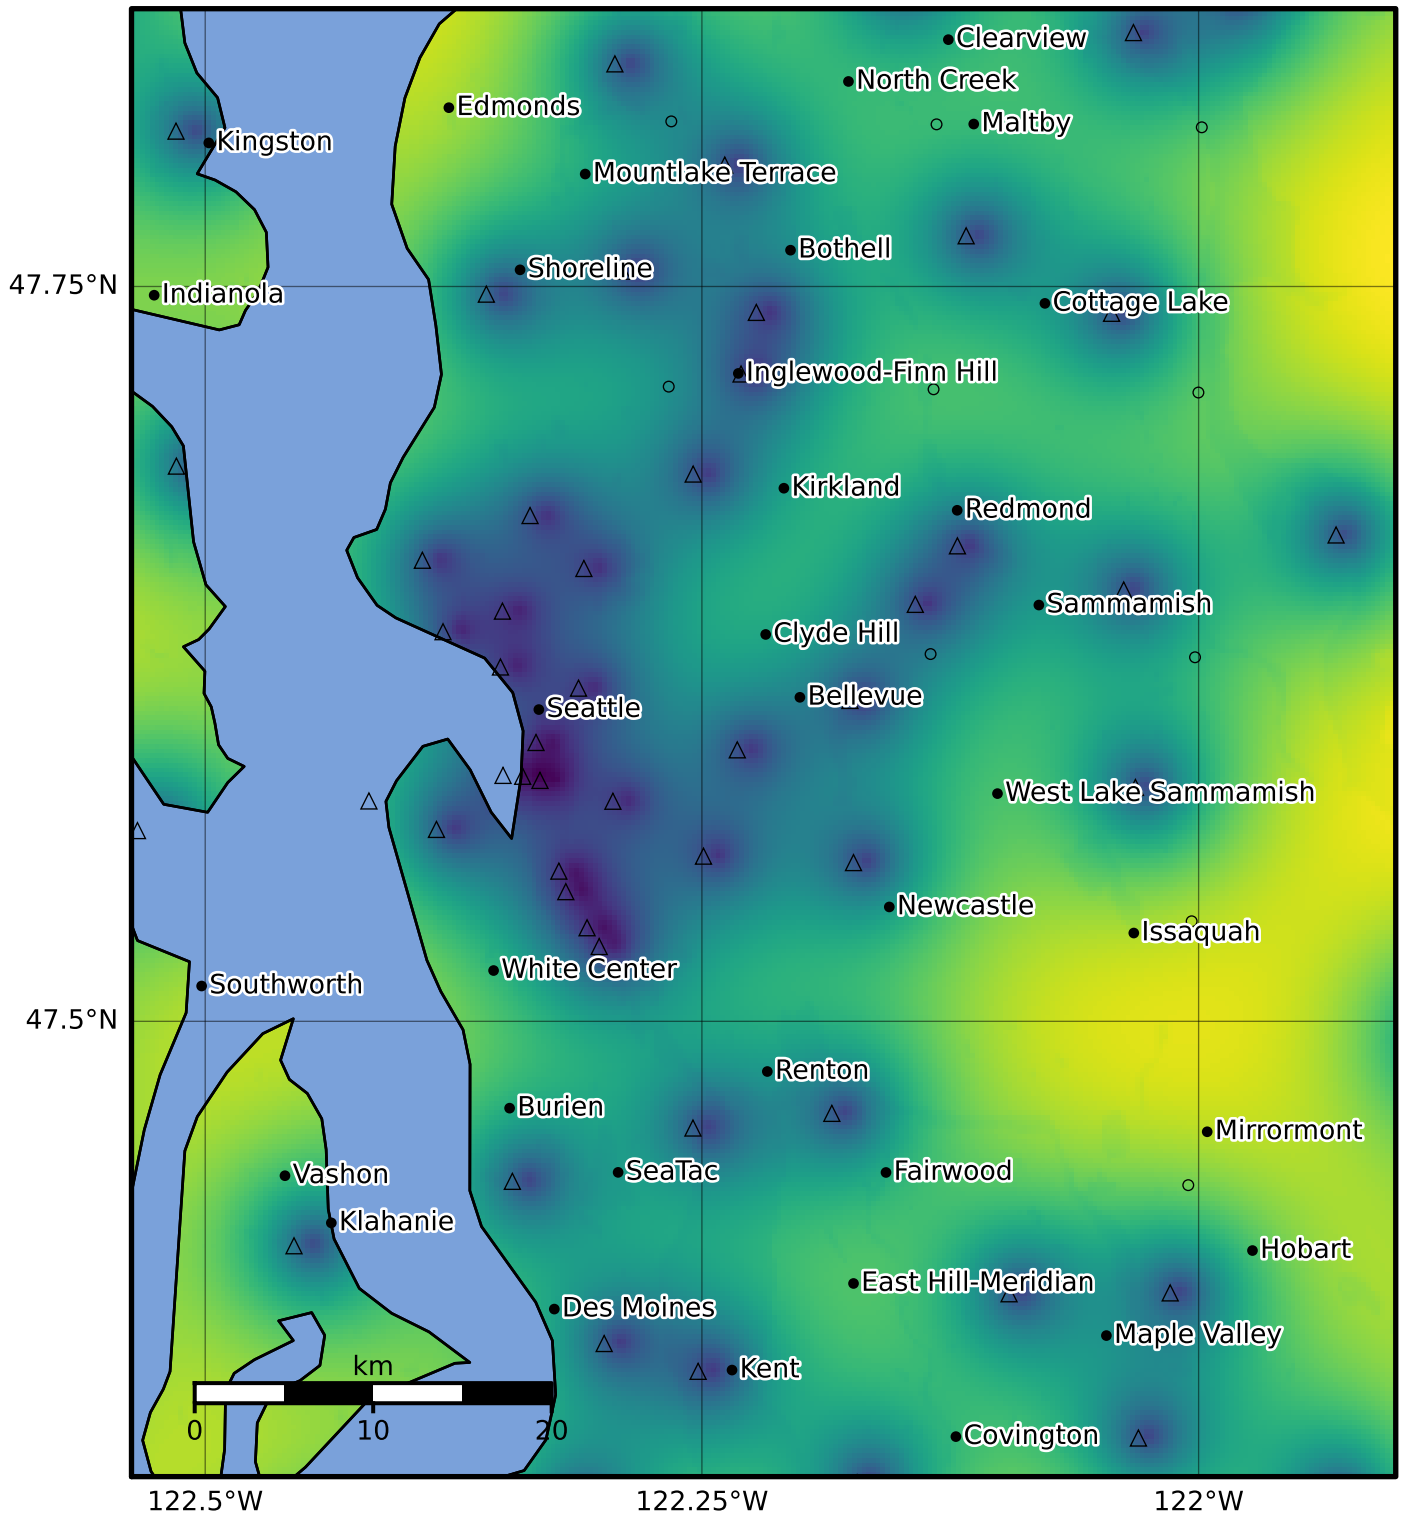 Clearview
North Creek
Edmonds
Maltby
Kingston
Mountlake Terrace
Bothell
Shoreline
47.75°N
Indianola
Cottage Lake
Inglewood-Finn Hill
Kirkland
Redmond
Sammamish
Clyde Hill
Bellevue
Seattle
West Lake Sammamish
Newcastle
Issaquah
White Center
Southworth
47.5°N
Renton
Burien
Mirrormont
Vashon
SeaTac
Fairwood
Klahanie
Hobart
East Hill-Meridian
Des Moines
Maple Valley
km
Kent
0 10 20
Covington
122.5°W 122.25°W 122°W